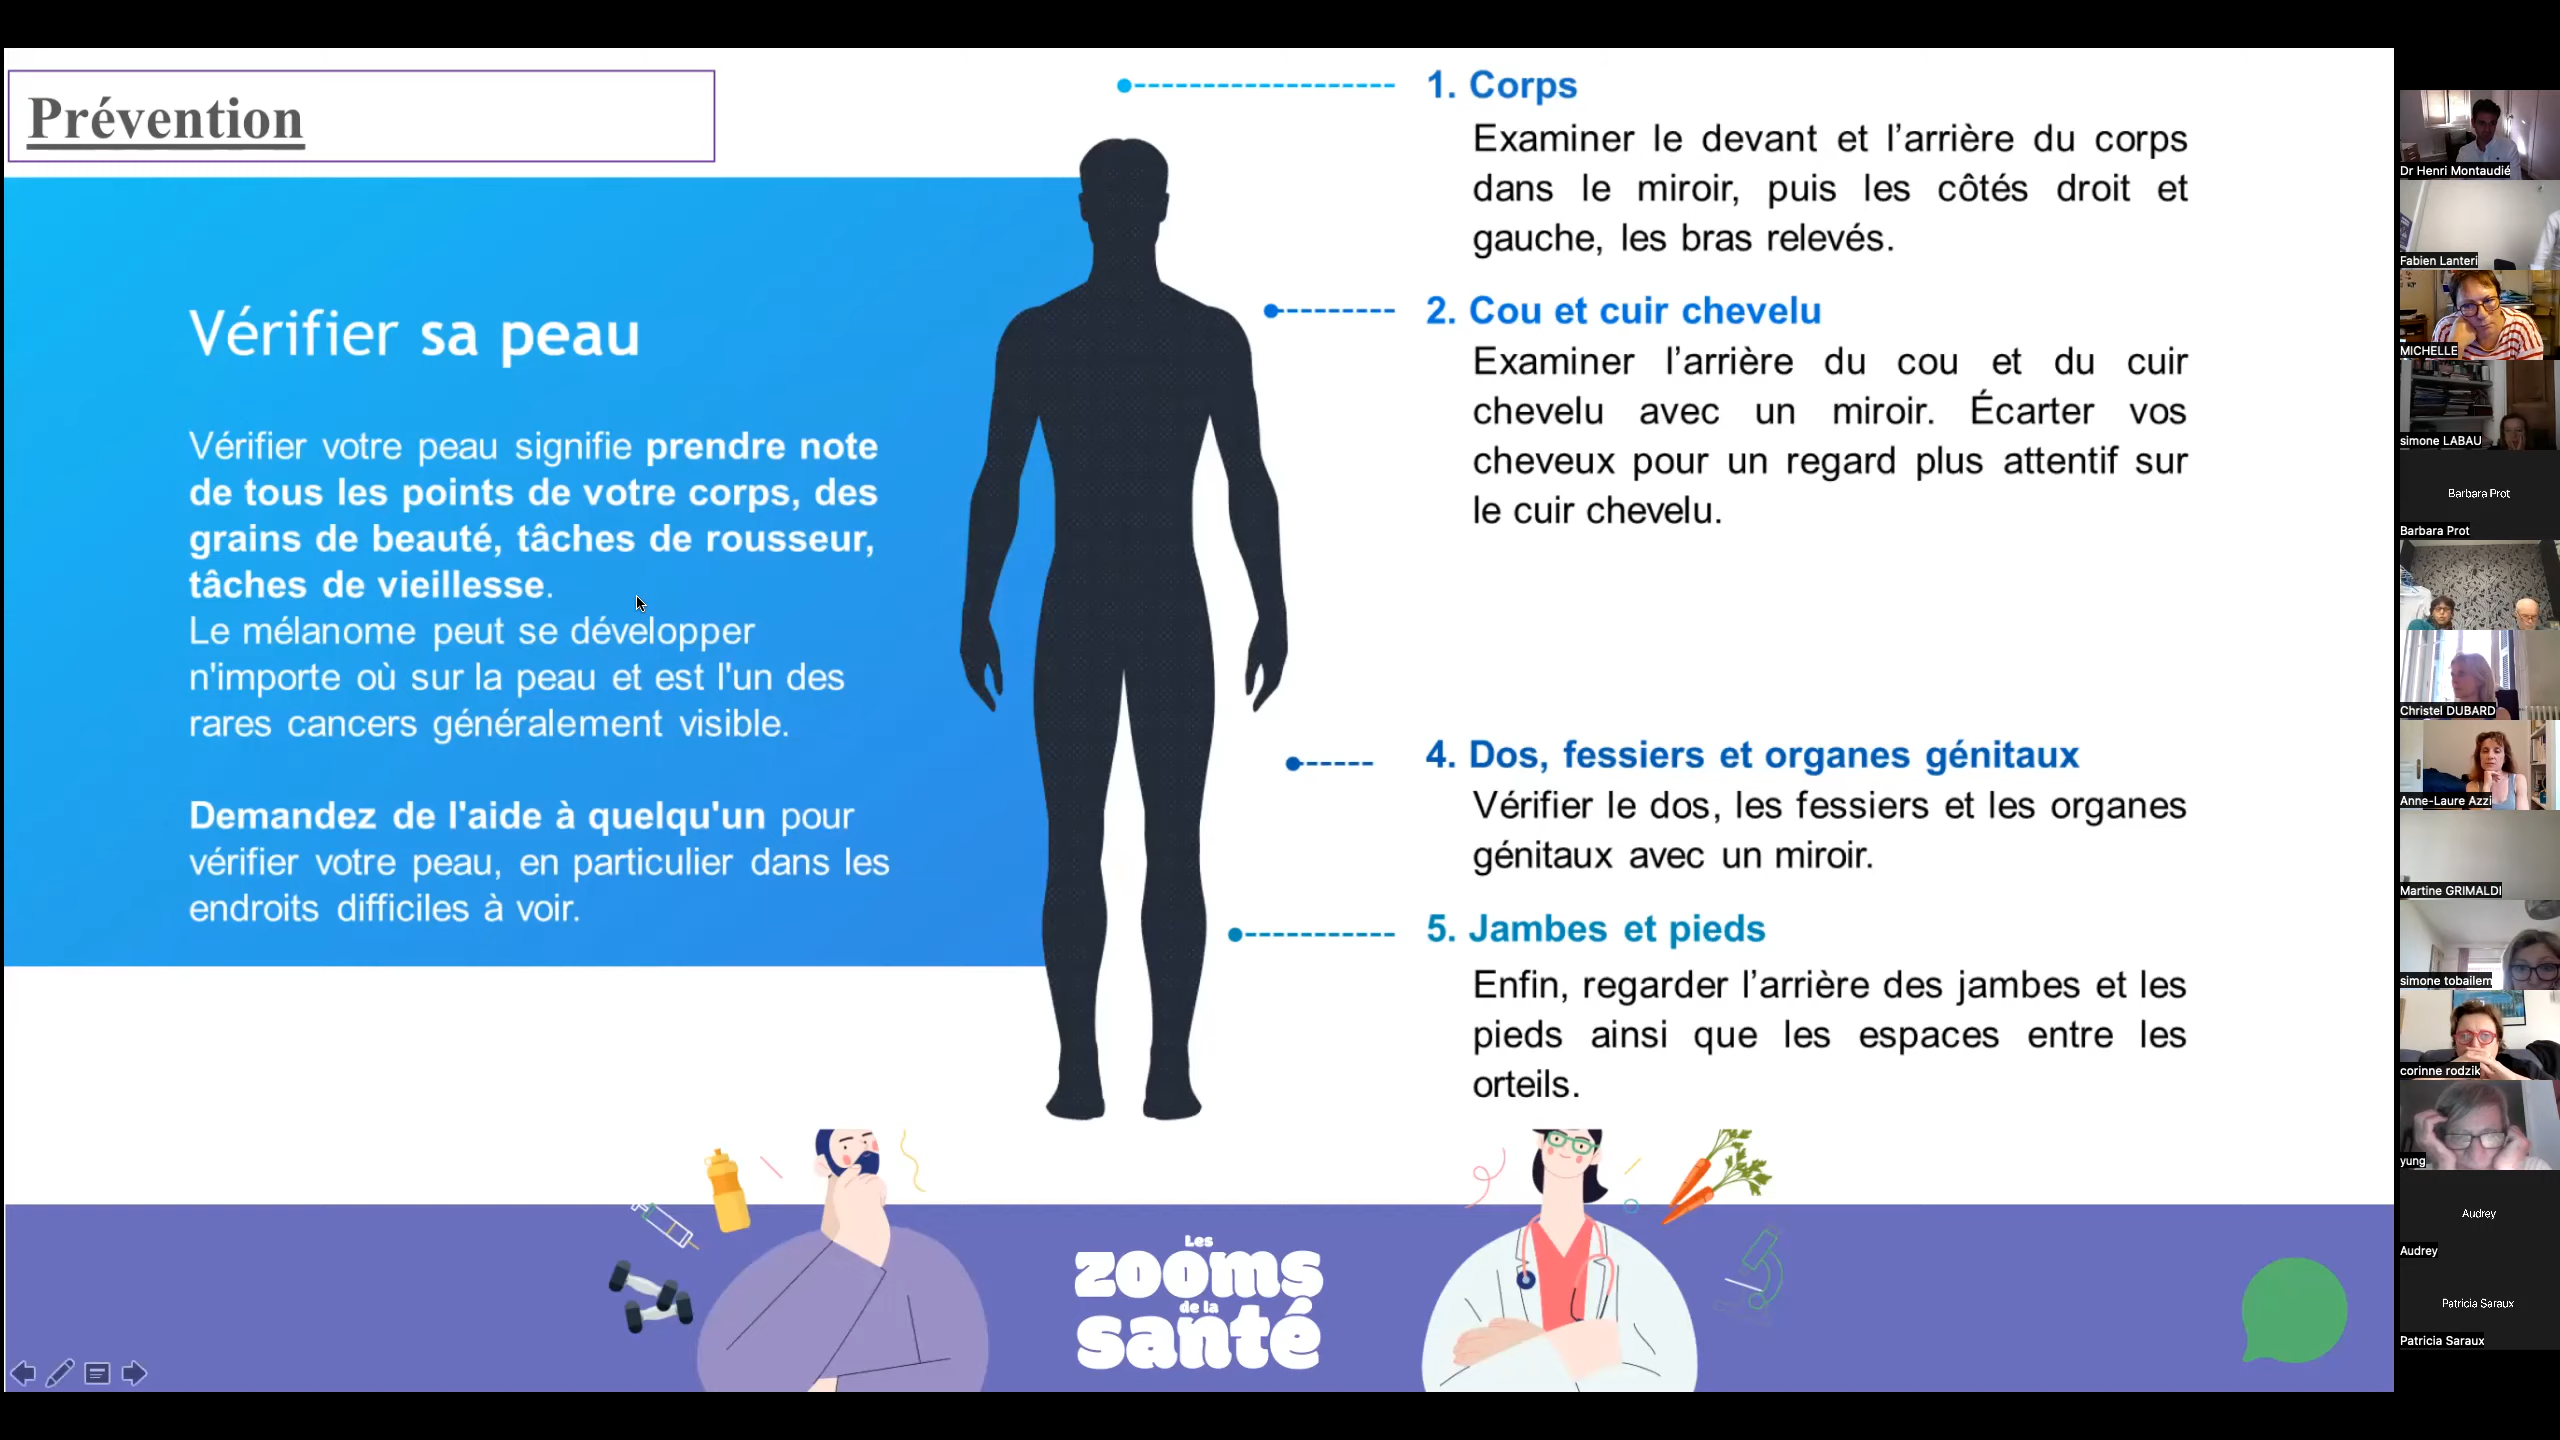 Prévention
Vérifier sa peau
Vérifier votre peau signifie prendre note
de tous les points de votre corps, des
grains de beauté, tâches de rousseur,
tâches de vieillesse.
Le mélanome peut se développer
n'importe où sur la peau et est l'un des
rares cancers généralement visible.
Demandez de l'aide à quelqu'un pour
vérifier votre peau, en particulier dans les
endroits difficiles à voir.
1. Corps
Examiner le devant et l’arrière du corps
dans le miroir, puis les côtés droit et
gauche, les bras relevés.
2. Cou et cuir chevelu
Examiner l’arrière du cou et du cuir
chevelu avec un miroir. Écarter vos
cheveux pour un regard plus attentif sur
le cuir chevelu.
4. Dos, fessiers et organes génitaux
Vérifier le dos, les fessiers et les organes
génitaux avec un miroir.
5. Jambes et pieds
Enfin, regarder l’arrière des jambes et les
pieds ainsi que les espaces entre les
orteils.
Les
zooms
de la
santé
Dr Henri Montaudié
Fabien Lanteri
MICHELLE
simone LABAU
Barbara Prot
Barbara Prot
Christel DUBARD
Anne-Laure Azzi
Martine GRIMALDI
simone tobailem
corinne rodzik
yung
Audrey
Audrey
Patricia Saraux
Patricia Saraux